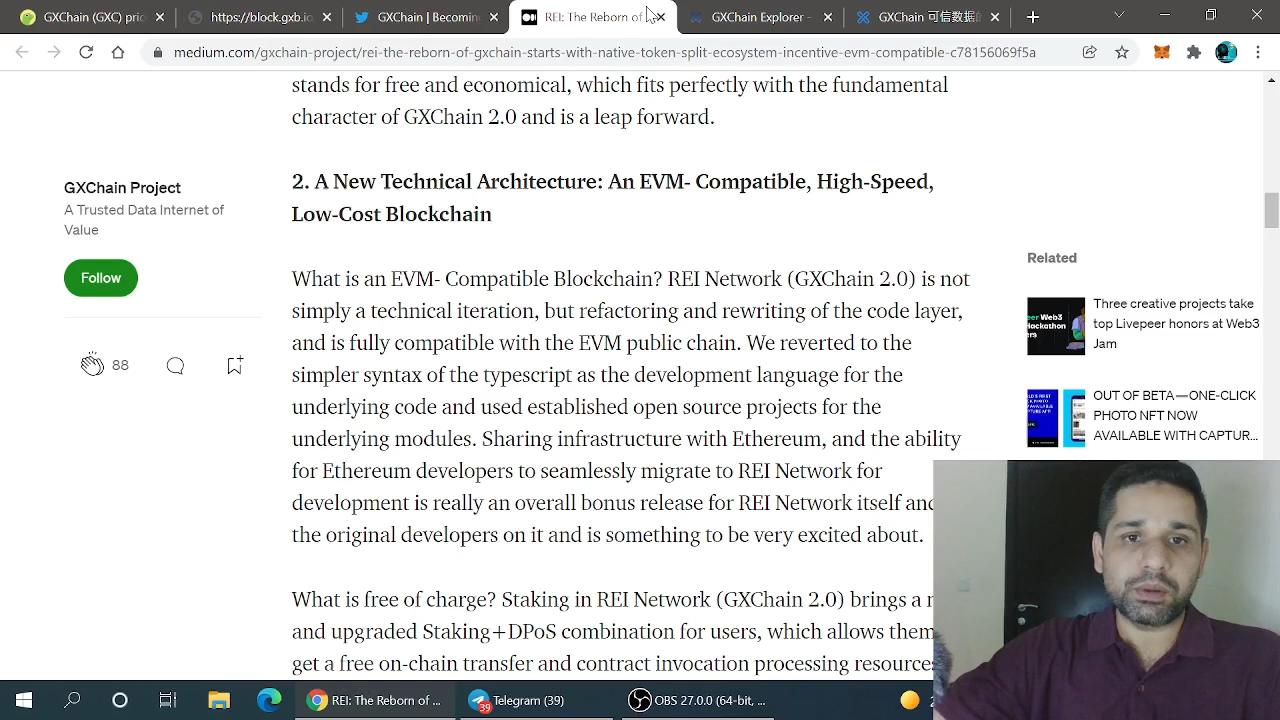 GXChain (GXC) pric
https://block.gxb.io/
GXChain | Becomin
REI: The Reborn of
GXChain Explorer -
GXChain 可信数据
medium.com/gxchain-project/rei-the-reborn-of-gxchain-starts-with-native-token-split-ecosystem-incentive-evm-compatible-c78156069f5a
stands for free and economical, which fits perfectly with the fundamental
character of GXChain 2.0 and is a leap forward.
GXChain Project
A Trusted Data Internet of
Value
Follow
88
2. A New Technical Architecture: An EVM- Compatible, High-Speed,
Low-Cost Blockchain
What is an EVM- Compatible Blockchain? REI Network (GXChain 2.0) is not
simply a technical iteration, but refactoring and rewriting of the code layer,
and is fully compatible with the EVM public chain. We reverted to the
simpler syntax of the typescript as the development language for the
underlying code and used established open source projects for the
underlying modules. Sharing infrastructure with Ethereum, and the ability
for Ethereum developers to seamlessly migrate to REI Network for
development is really an overall bonus release for REI Network itself and
the original developers on it and is something to be very excited about.
What is free of charge? Staking in REI Network (GXChain 2.0) brings a
and upgraded Staking+DPoS combination for users, which allows them
get a free on-chain transfer and contract invocation processing resources
Related
Three creative projects take
top Livepeer honors at Web3
Jam
OUT OF BETA — ONE-CLICK
PHOTO NFT NOW
AVAILABLE WITH CAPTUR...
REI: The Reborn of ...
39
Telegram (39)
OBS 27.0.0 (64-bit, ...